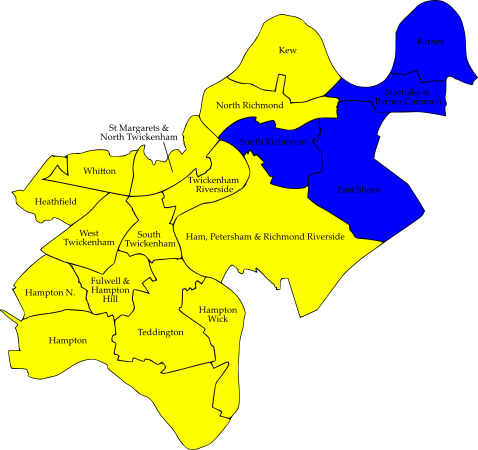 Barnes
Kew
Mortlake &
Barnes Common
North Richmond
St Margarets &
North Twickenham
South Richmond
Whitton
Twickenham
Riverside
East Sheen
Heathfield
West
Twickenham
South
Twickenham
Ham, Petersham & Richmond Riverside
Hampton N.
Fulwell &
Hampton
Hill
Hampton
Wick
Teddington
Hampton